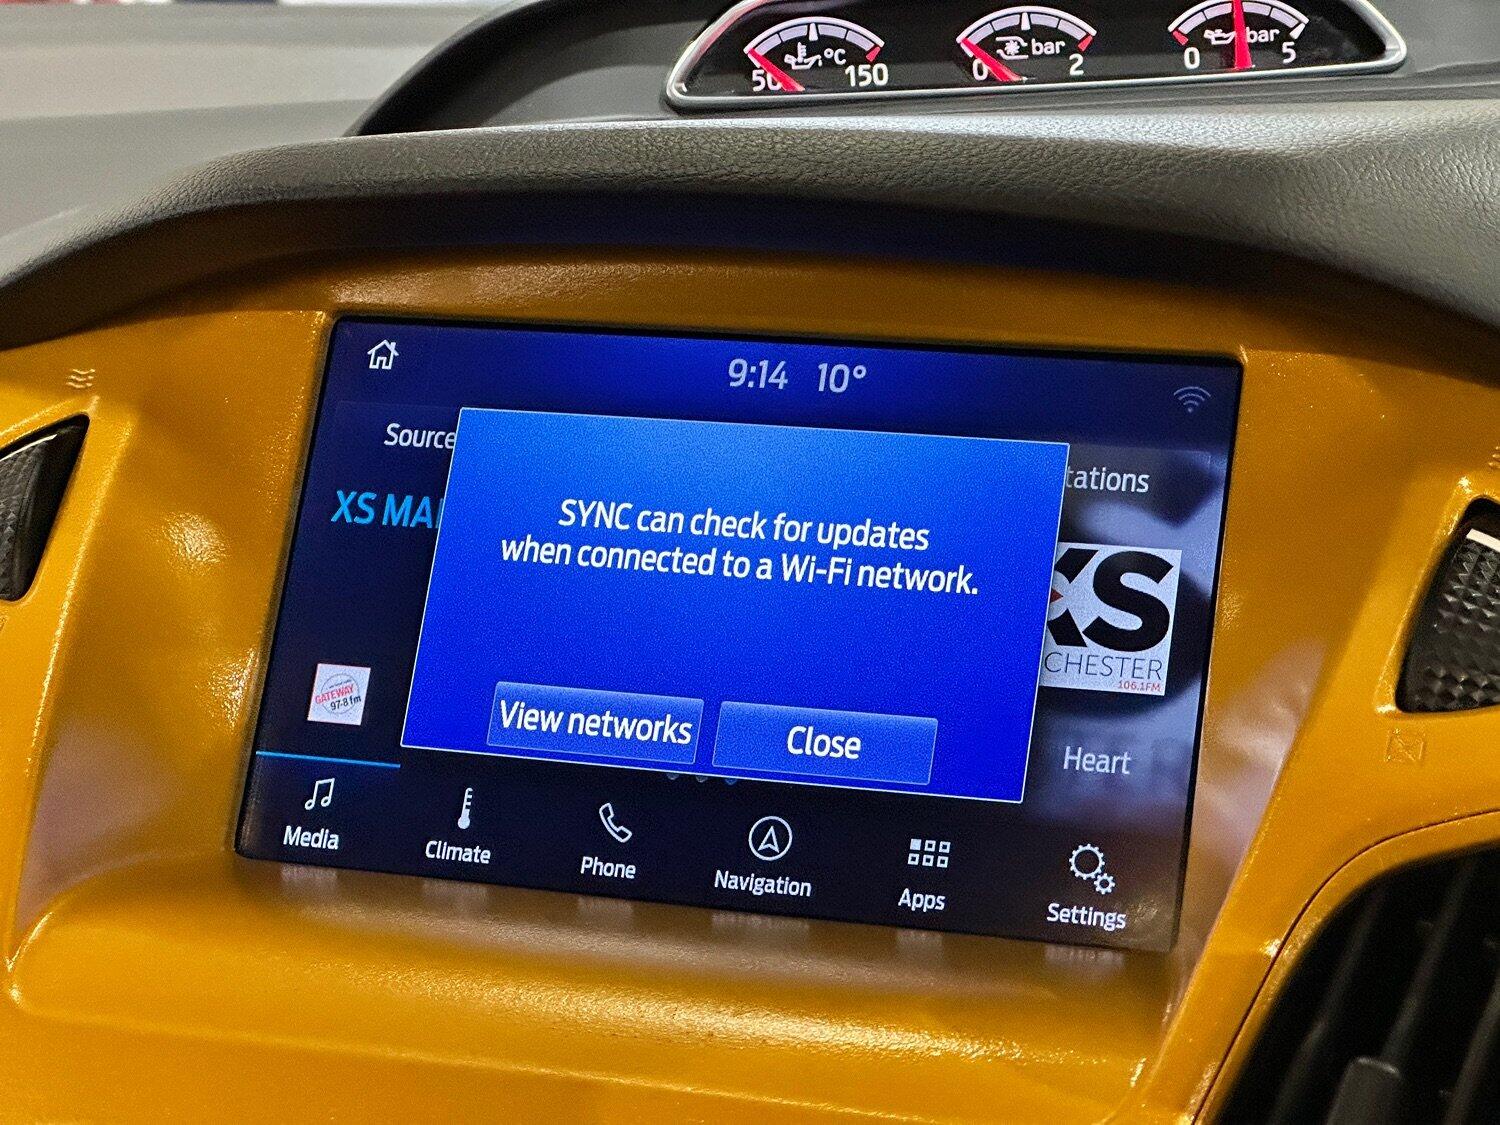 °C
50 150
bar
0 2
bar
0 5
9:14 10°
Source
XS MA
tations
SYNC can check for updates
when connected to a Wi-Fi network.
XS
CHESTER
106.1FM
GATEWAY
97·8 fm
View networks
Close
Heart
Media
Climate
Phone
Navigation
Apps
Settings